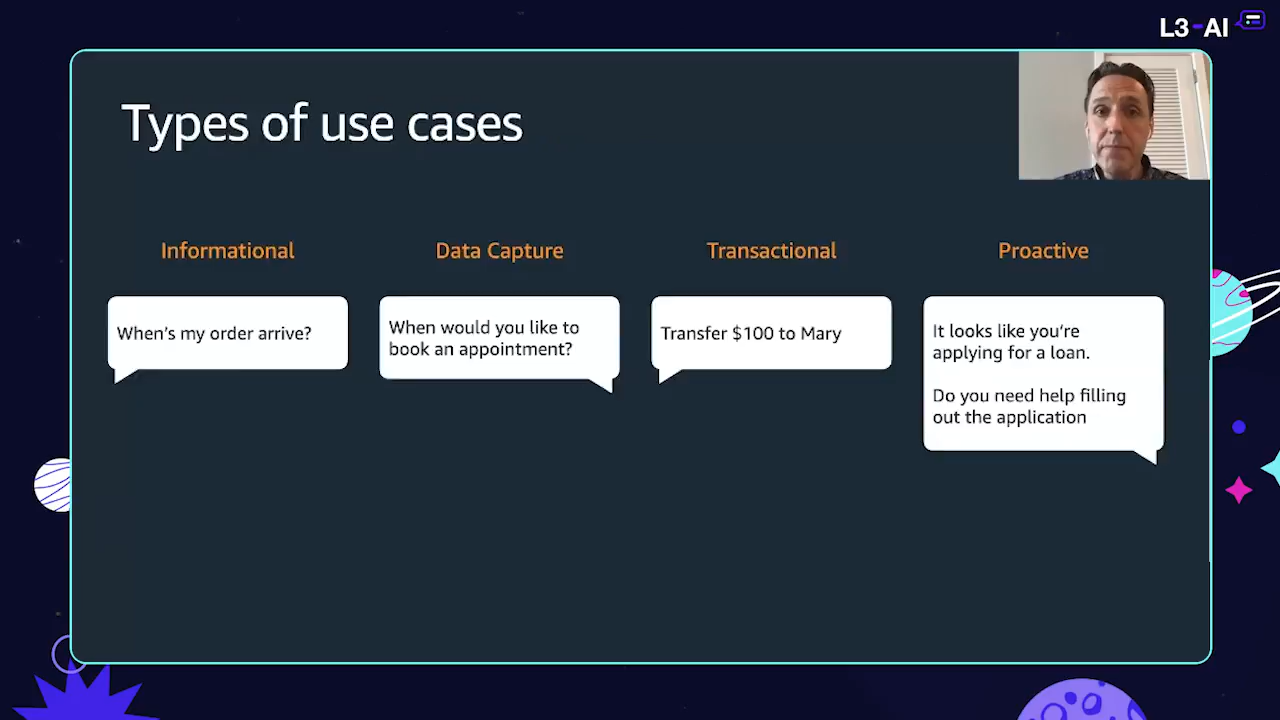 L3-AI
Types of use cases
Informational
When's my order arrive?
Data Capture
When would you like to
book an appointment?
Transactional
Transfer $100 to Mary
Proactive
It looks like you're
applying for a loan.
Do you need help filling
out the application